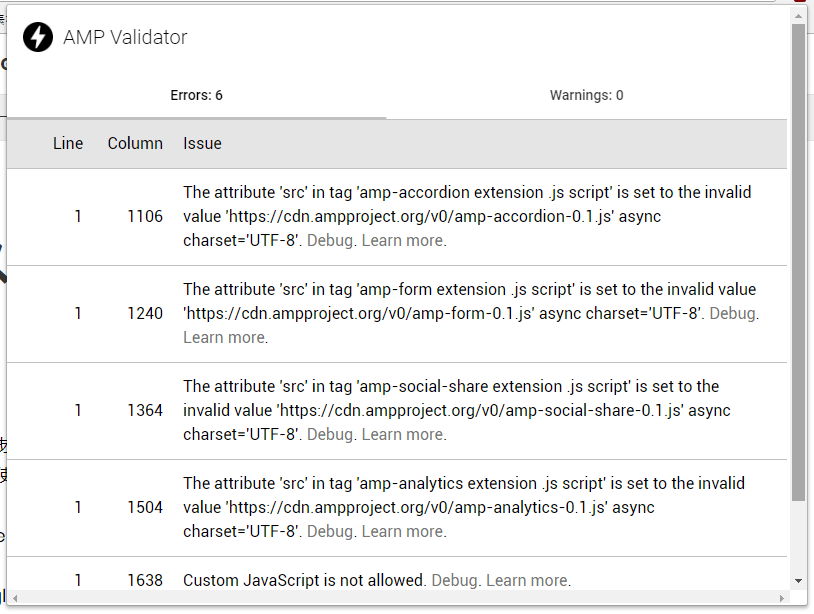 AMP Validator
Errors: 6
Warnings: 0
Line Column Issue
1 1106 The attribute 'src' in tag 'amp-accordion extension .js script' is set to the invalid
value 'https://cdn.ampproject.org/v0/amp-accordion-0.1.js' async
charset='UTF-8'. Debug. Learn more.
1 1240 The attribute 'src' in tag 'amp-form extension .js script' is set to the invalid value
'https://cdn.ampproject.org/v0/amp-form-0.1.js' async charset='UTF-8'. Debug.
Learn more.
1 1364 The attribute 'src' in tag 'amp-social-share extension .js script' is set to the
invalid value 'https://cdn.ampproject.org/v0/amp-social-share-0.1.js' async
charset='UTF-8'. Debug. Learn more.
1 1504 The attribute 'src' in tag 'amp-analytics extension .js script' is set to the invalid
value 'https://cdn.ampproject.org/v0/amp-analytics-0.1.js' async
charset='UTF-8'. Debug. Learn more.
1 1638 Custom JavaScript is not allowed. Debug. Learn more.